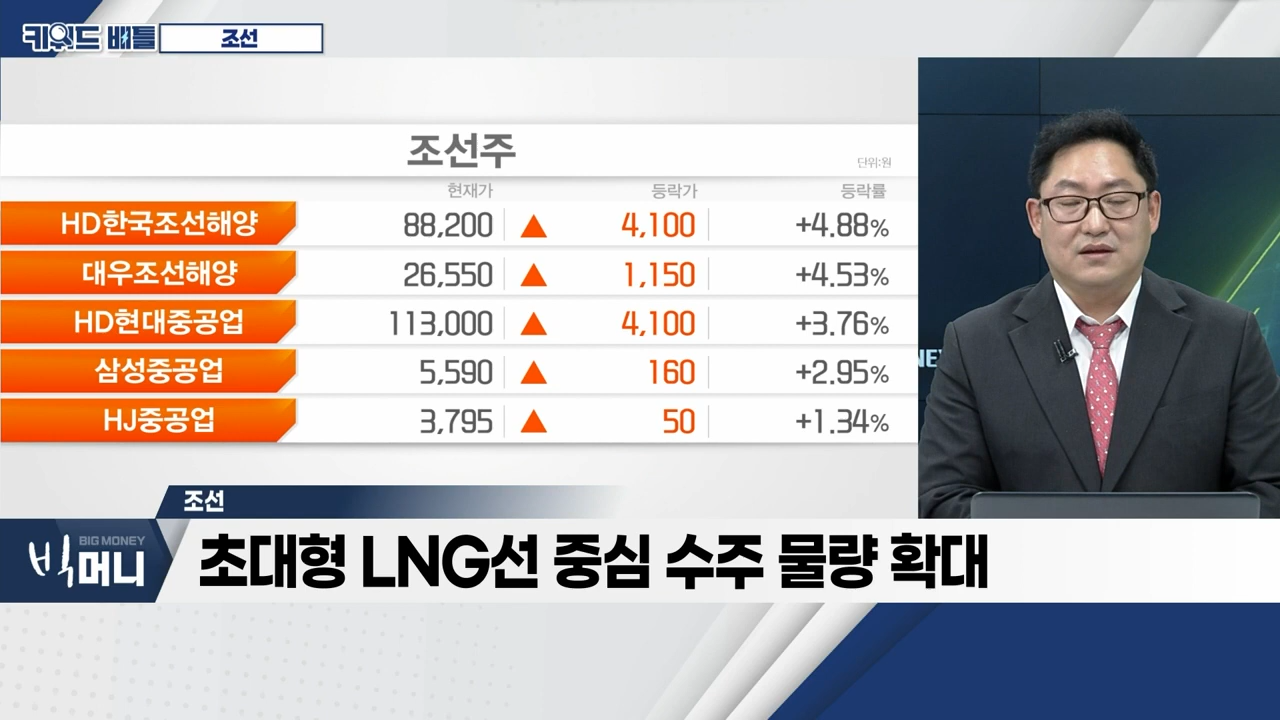 키워드 배틀 조선
조선주
단위:원
현재가 등락가 등락률
HD한국조선해양 88,200 ▲ 4,100 +4.88%
대우조선해양 26,550 ▲ 1,150 +4.53%
HD현대중공업 113,000 ▲ 4,100 +3.76%
삼성중공업 5,590 ▲ 160 +2.95%
HJ중공업 3,795 ▲ 50 +1.34%
조선
BIG MONEY
빅머니
초대형 LNG선 중심 수주 물량 확대